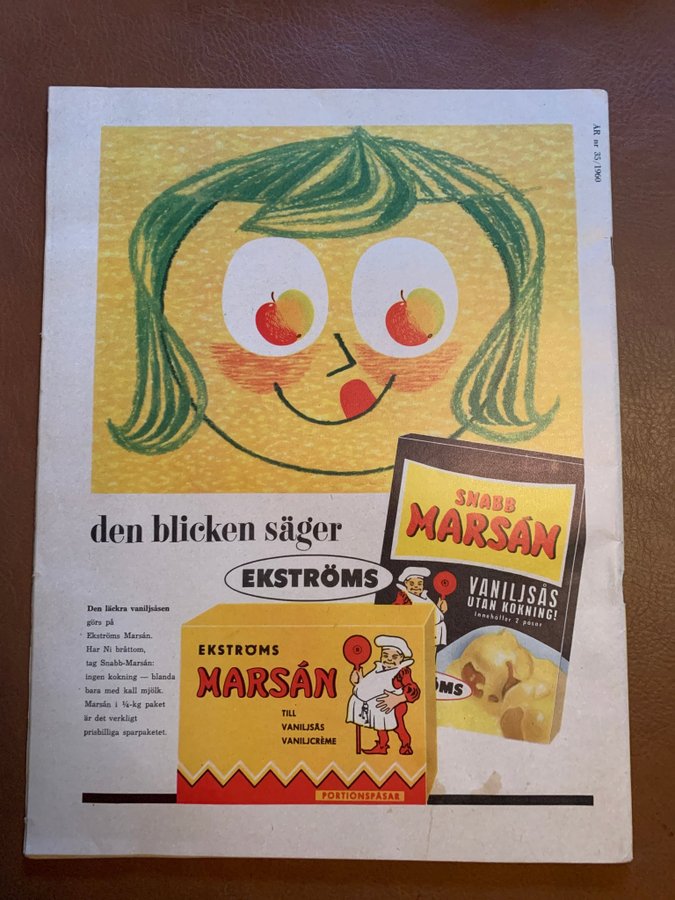 ÅR nr 35/1960
den blicken säger
EKSTRÖMS
Den läckra vaniljsåsen
görs på
Ekströms Marsán.
Har Ni bråttom,
tag Snabb-Marsán:
ingen kokning — blanda
bara med kall mjölk.
Marsán i ¼-kg paket
är det verkligt
prisbilliga sparpaketet.
SNABB
MARSÁN
VANILJSÅS
UTAN KOKNING!
innehåller 2 påsar
ÖMS
EKSTRÖMS
MARSÁN
TILL
VANILJSÅS
VANILJCRÈME
PORTIONSPÅSAR